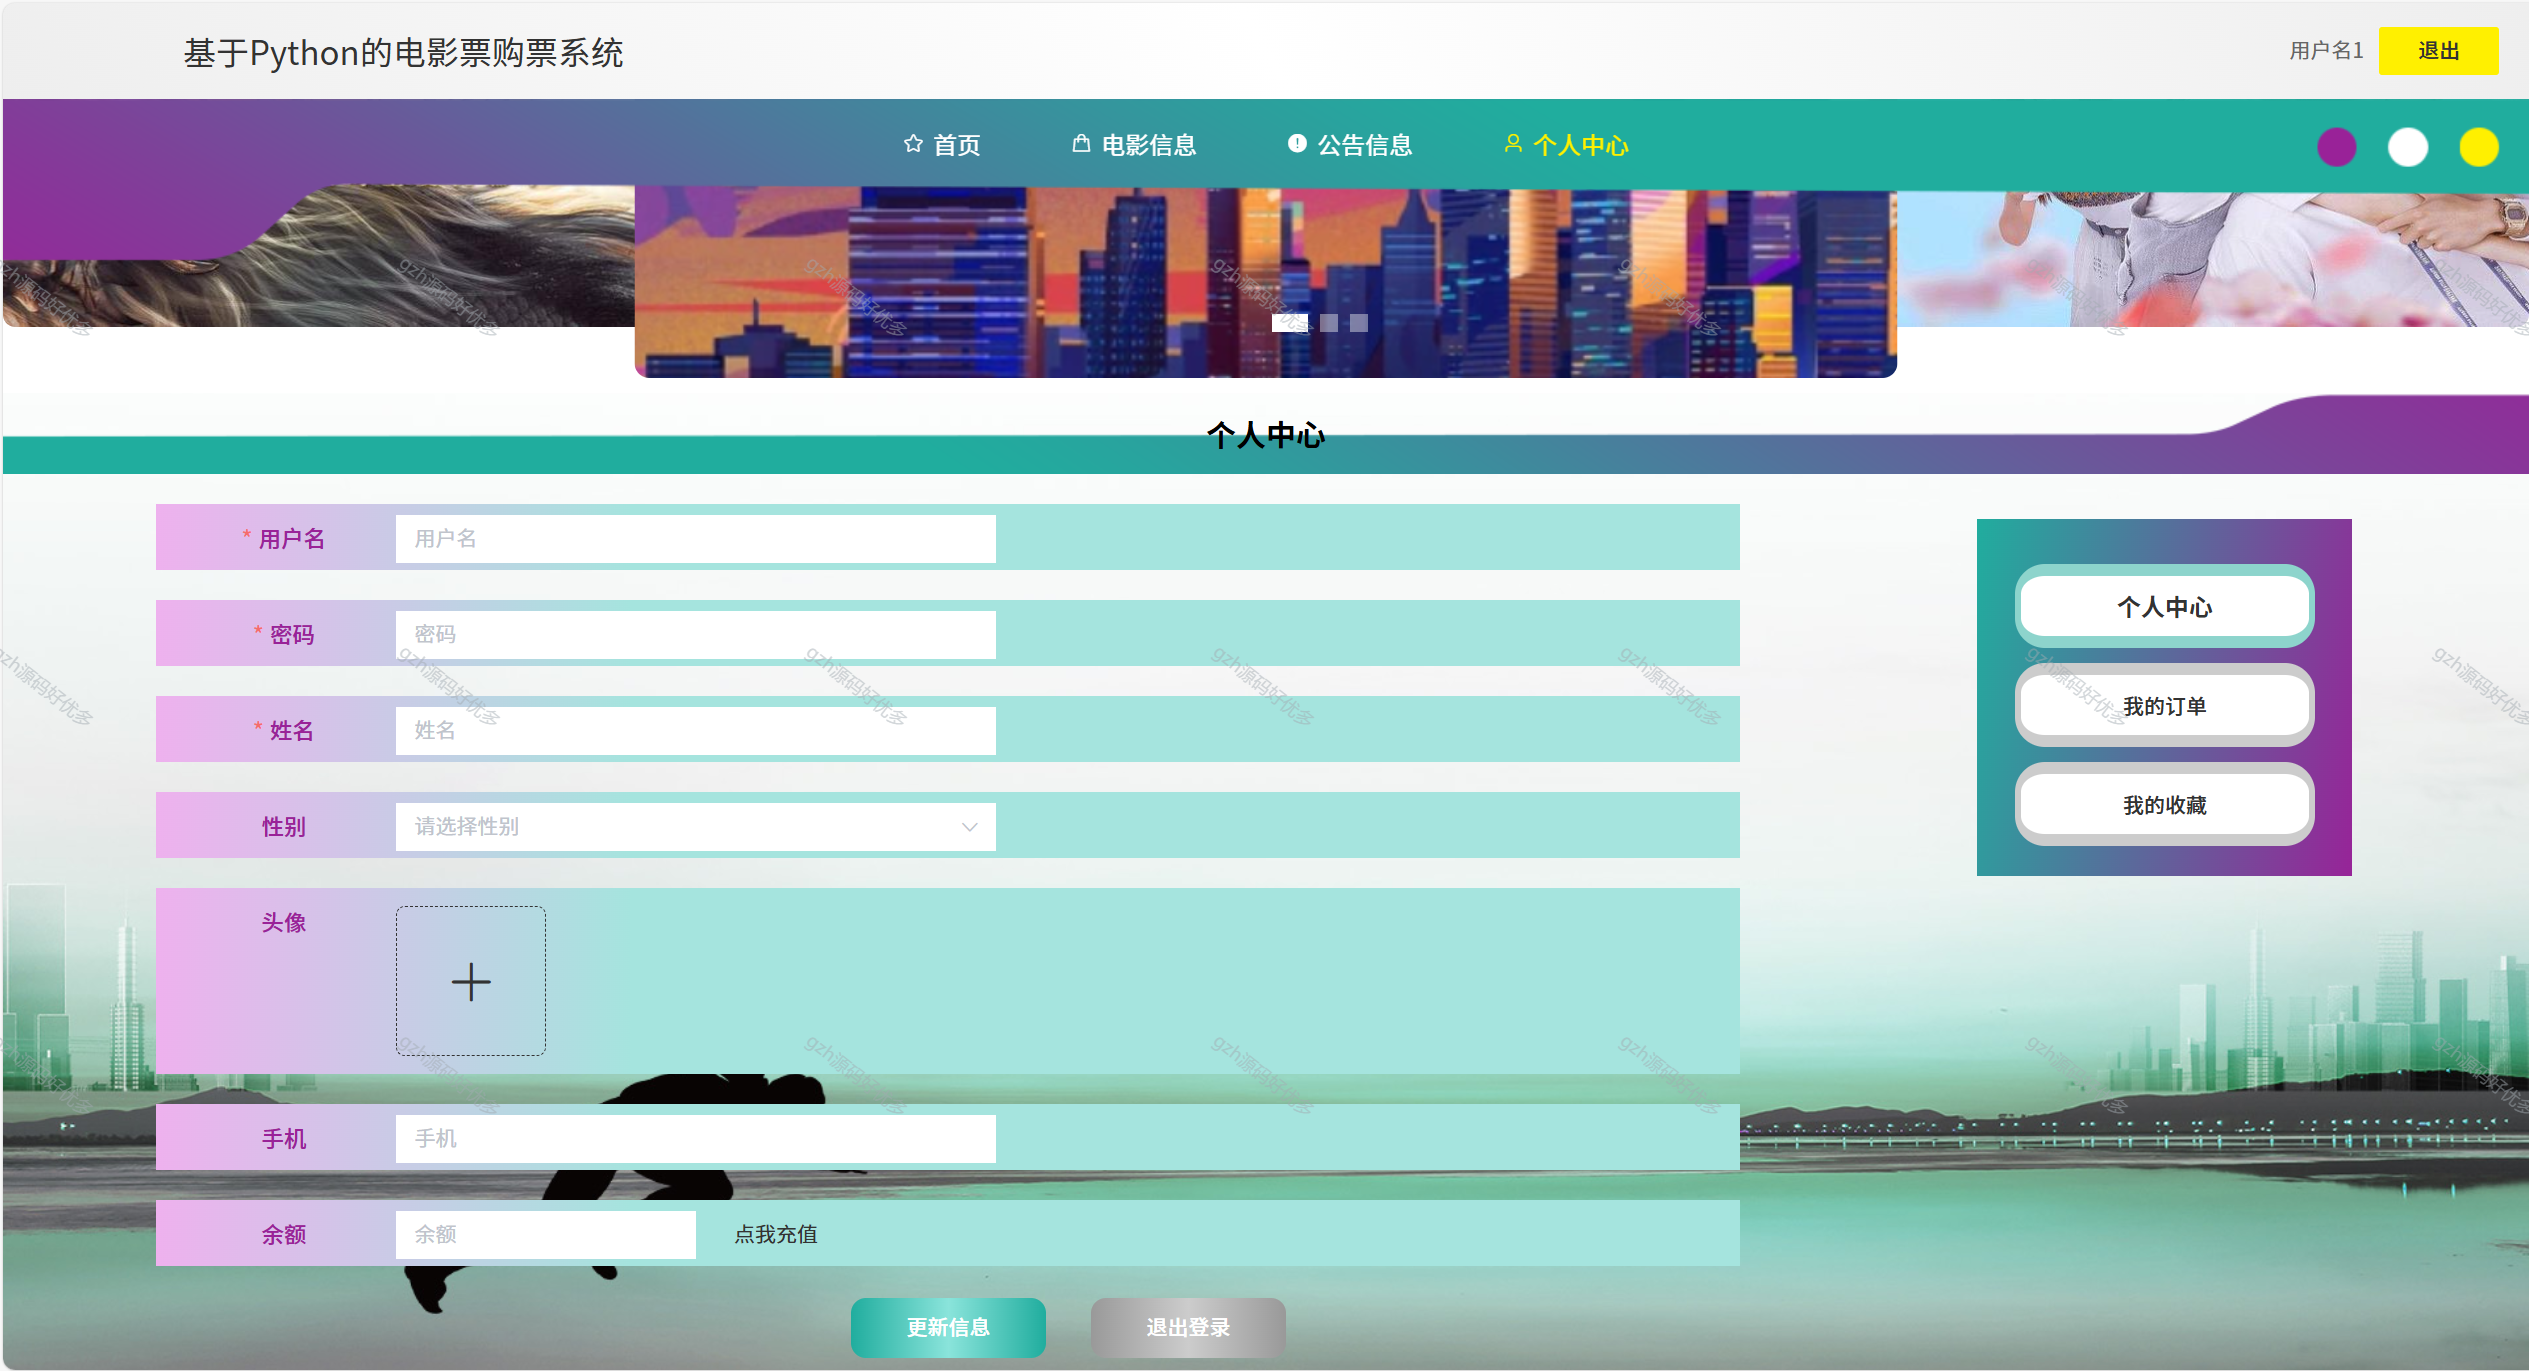 基于Python的电影票购票系统
用户名1
退出
首页
电影信息
公告信息
个人中心
个人中心
* 用户名
用户名
* 密码
密码
* 姓名
姓名
性别
请选择性别
头像
手机
手机
余额
余额
点我充值
更新信息
退出登录
个人中心
我的订单
我的收藏
gzh源码好优多